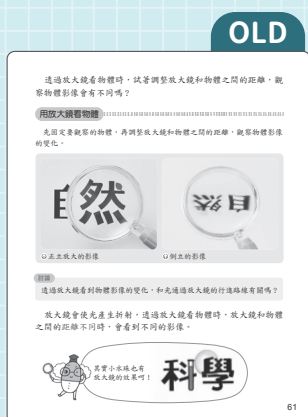 OLD
透過放大鏡看物體時，試著調整放大鏡和物體之間的距離，觀
察物體影像會有不同嗎？
用放大鏡看物體
先固定要觀察的物體，再調整放大鏡和物體之間的距離，觀察物體影像
的變化。
自然
自然
正立放大的影像
倒立的影像
討論
透過放大鏡看到物體影像的變化，和光通過放大鏡的行進路線有關嗎？
放大鏡會使光產生折射，透過放大鏡看物體時，放大鏡和物體
之間的距離不同時，會看到不同的影像。
其實小水珠也有
放大鏡的效果呵！
科學
61